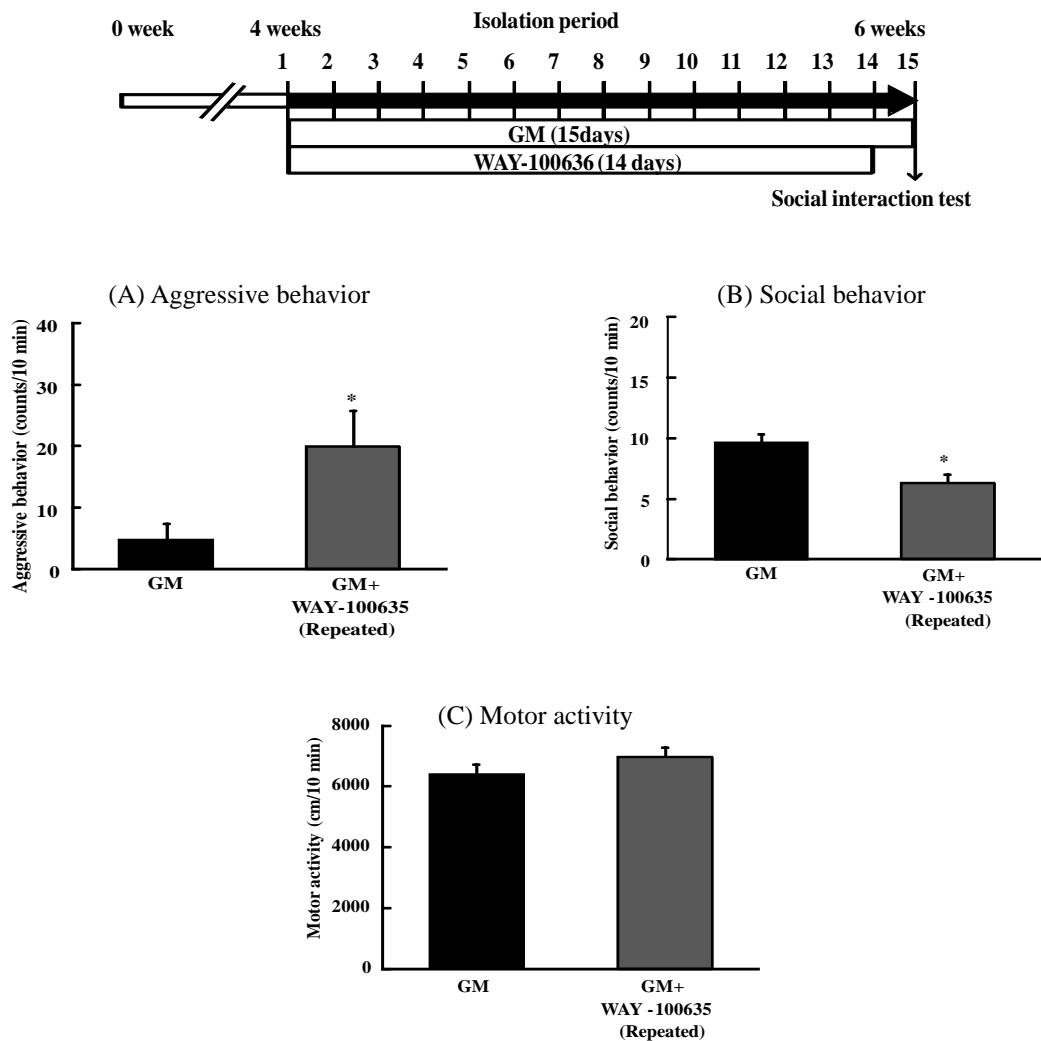 0 week 4 weeks Isolation period 6 weeks
1 2 3 4 5 6 7 8 9 10 11 12 13 14 15
GM (15days)
WAY-100636 (14 days)
Social interaction test
(A) Aggressive behavior
Aggressive behavior (counts/10 min)
40
30
20
10
0
*
GM
GM+
WAY-100635
(Repeated)
(B) Social behavior
Social behavior (counts/10 min)
20
15
10
5
0
*
GM
GM+
WAY -100635
(Repeated)
(C) Motor activity
Motor activity (cm/10 min)
8000
6000
4000
2000
0
GM
GM+
WAY -100635
(Repeated)